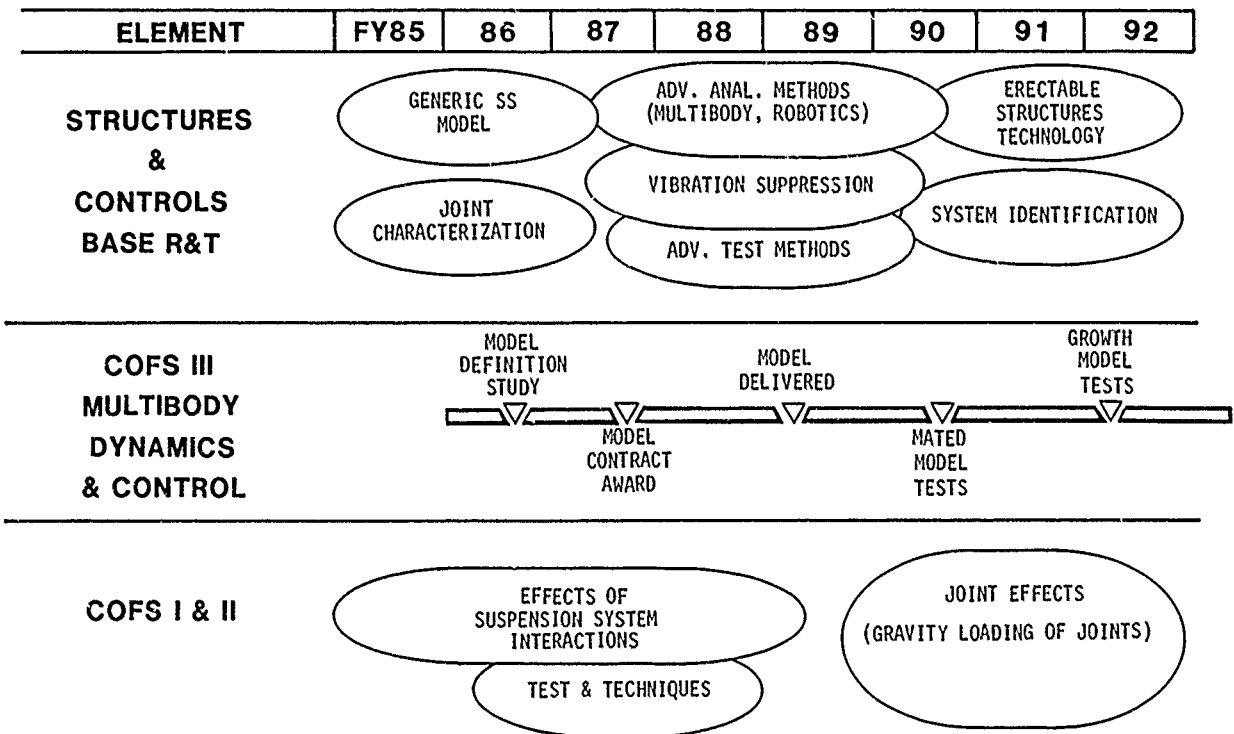 ELEMENT FY85 86 87 88 89 90 91 92
STRUCTURES
&
CONTROLS
BASE R&T
GENERIC SS
MODEL
ADV. ANAL. METHODS
(MULTIBODY, ROBOTICS)
ERECTABLE
STRUCTURES
TECHNOLOGY
JOINT
CHARACTERIZATION
VIBRATION SUPPRESSION
ADV. TEST METHODS
SYSTEM IDENTIFICATION
COFS III
MULTIBODY
DYNAMICS
& CONTROL
MODEL
DEFINITION
STUDY
MODEL
CONTRACT
AWARD
MODEL
DELIVERED
MATED
MODEL
TESTS
GROWTH
MODEL
TESTS
COFS I & II
EFFECTS OF
SUSPENSION SYSTEM
INTERACTIONS
TEST & TECHNIQUES
JOINT EFFECTS
(GRAVITY LOADING OF JOINTS)